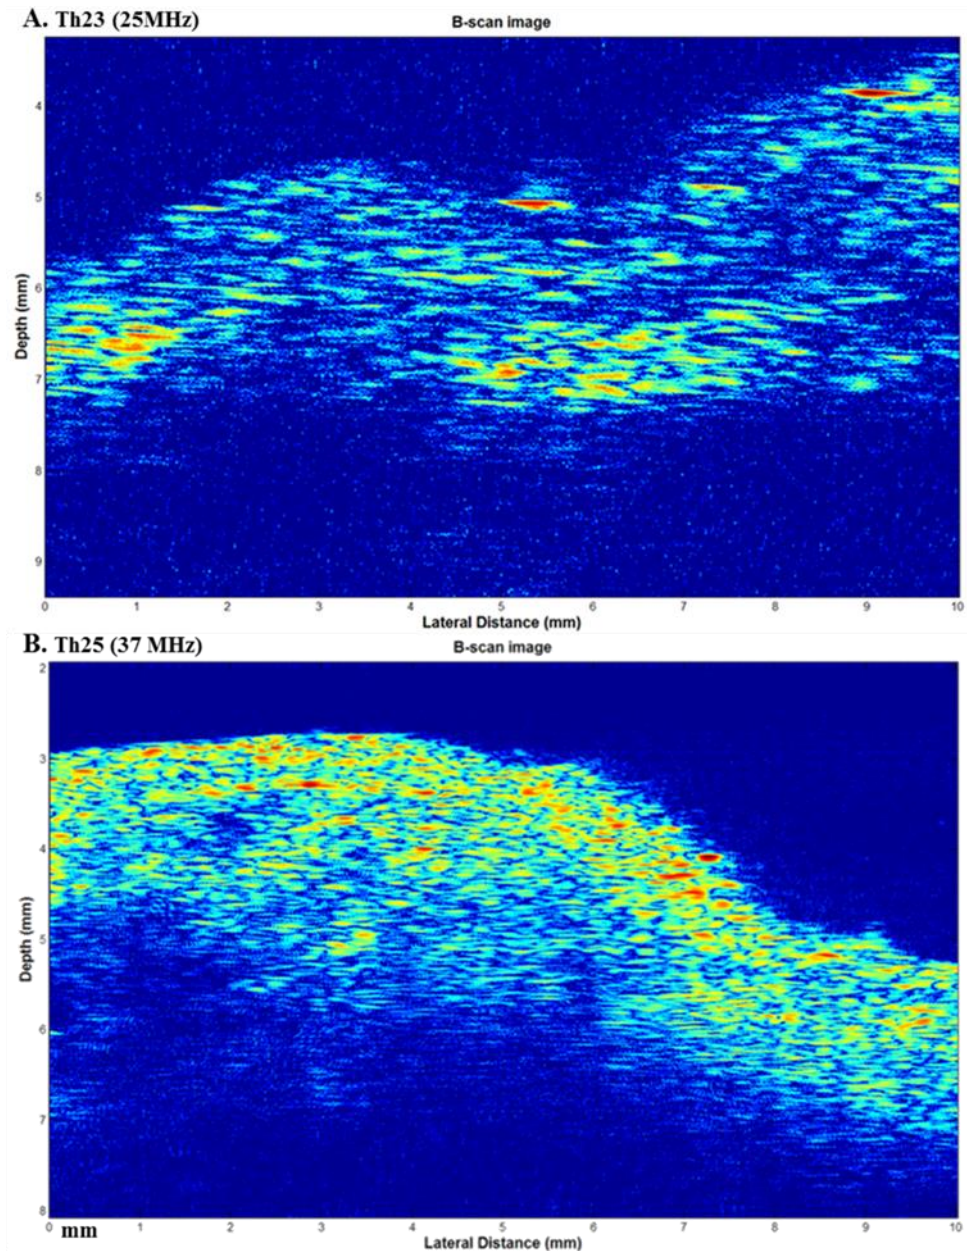 A. Th23 (25MHz)
B-scan image
4
5
6
7
8
9
Depth (mm)
0 1 2 3 4 5 6 7 8 9 10
Lateral Distance (mm)
B. Th25 (37 MHz)
B-scan image
2
3
4
5
6
7
8
Depth (mm)
0 1 2 3 4 5 6 7 8 9 10
mm
Lateral Distance (mm)